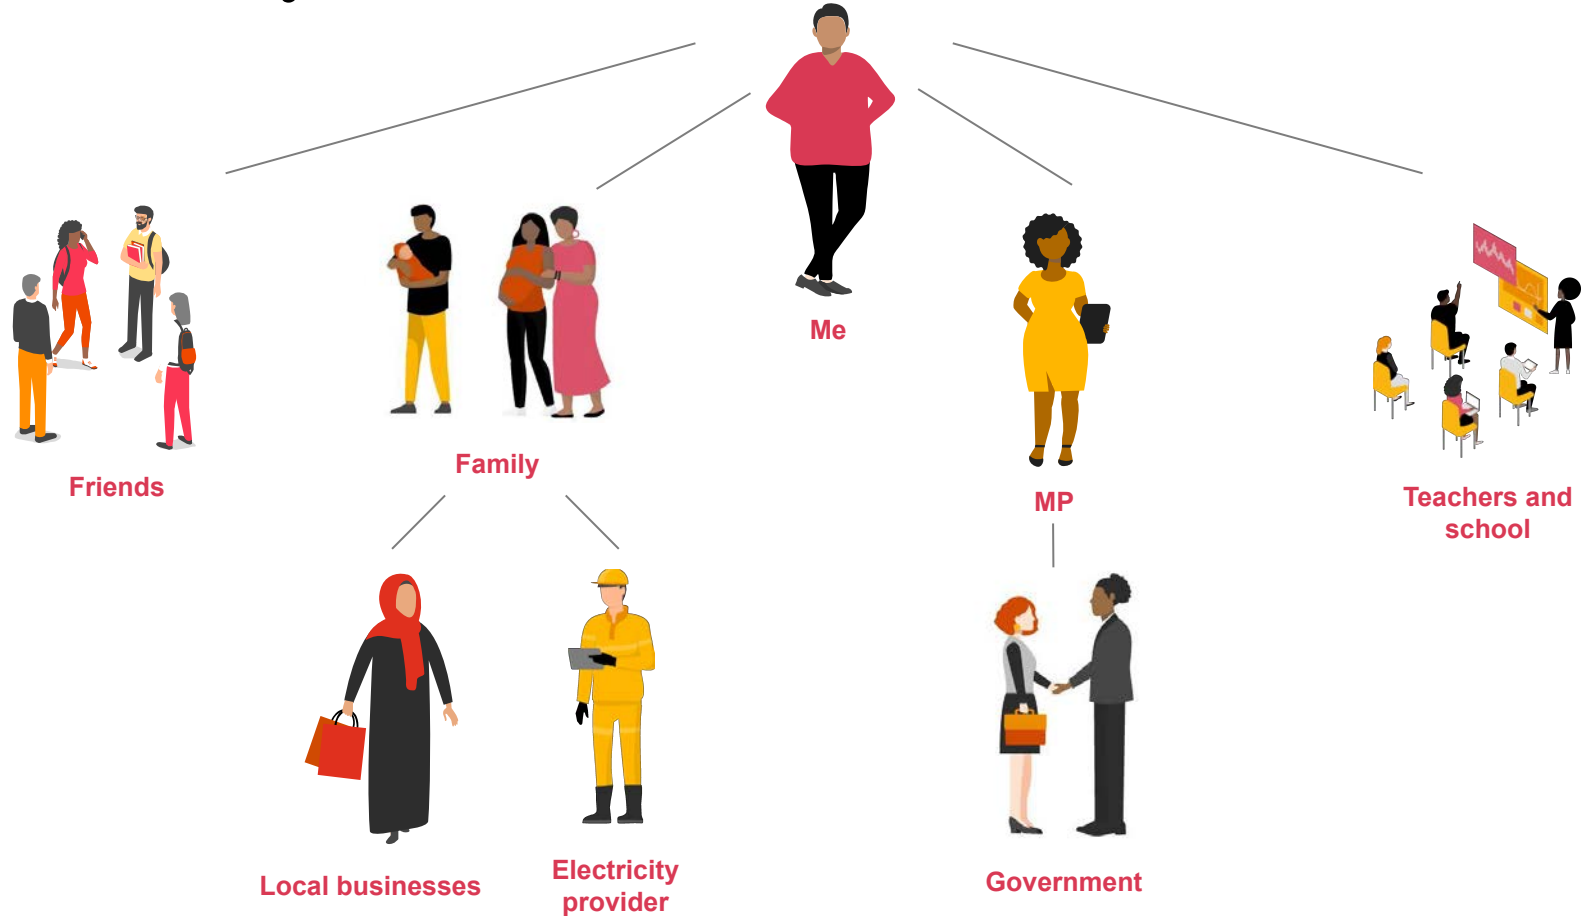 Me
Friends
Family
MP
Teachers and
school
Local businesses
Electricity
provider
Government